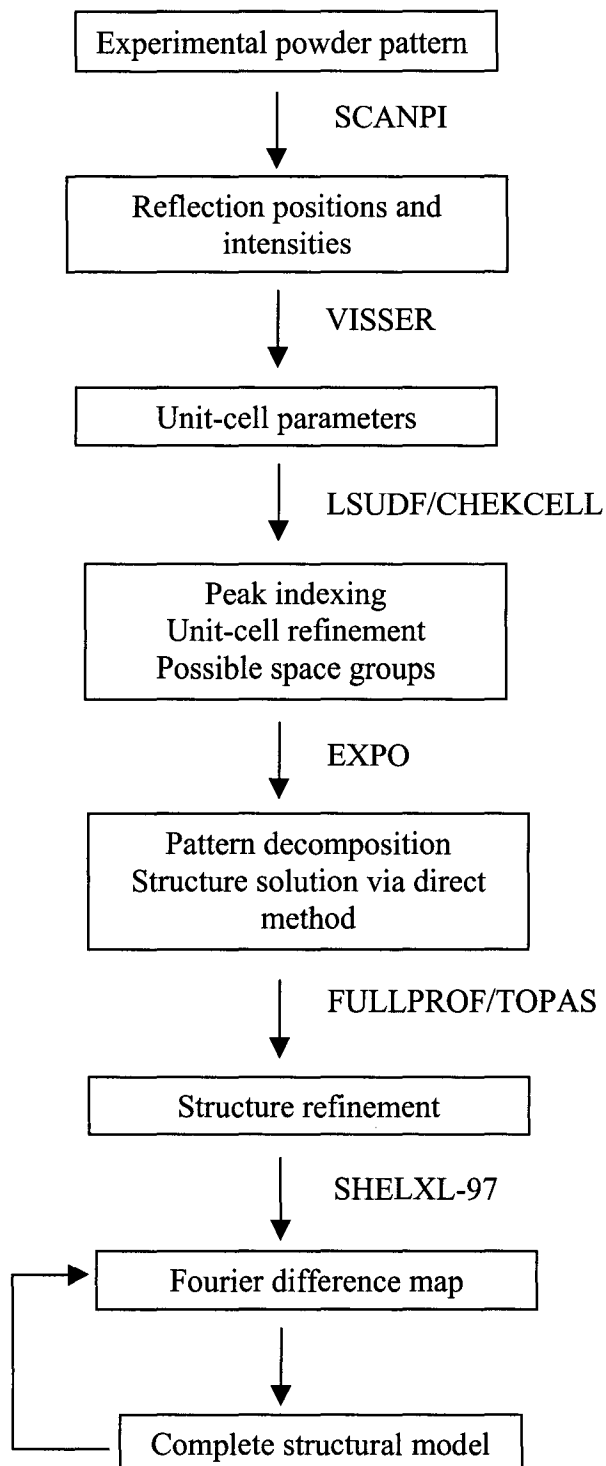 Experimental powder pattern
SCANPI
Reflection positions and
intensities
VISSER
Unit-cell parameters
LSUDF/CHEKCELL
Peak indexing
Unit-cell refinement
Possible space groups
EXPO
Pattern decomposition
Structure solution via direct
method
FULLPROF/TOPAS
Structure refinement
SHELXL-97
Fourier difference map
Complete structural model